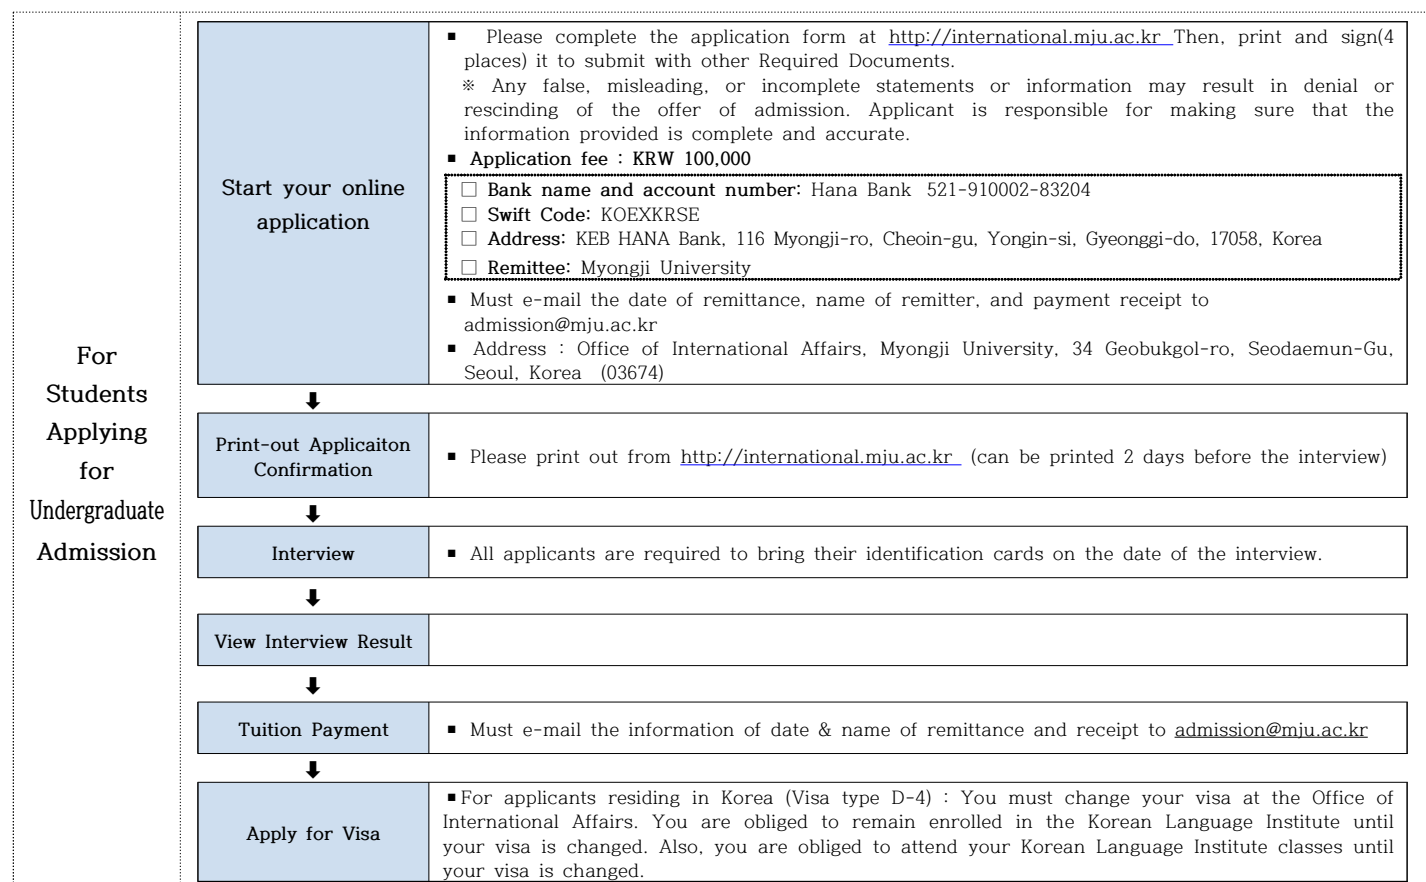 For
Students
Applying
for
Undergraduate
Admission
Start your online
application
▪ Please complete the application form at http://international.mju.ac.kr Then, print and sign(4
places) it to submit with other Required Documents.
※ Any false, misleading, or incomplete statements or information may result in denial or
rescinding of the offer of admission. Applicant is responsible for making sure that the
information provided is complete and accurate.
▪ Application fee : KRW 100,000
□ Bank name and account number: Hana Bank 521-910002-83204
□ Swift Code: KOEXKRSE
□ Address: KEB HANA Bank, 116 Myongji-ro, Cheoin-gu, Yongin-si, Gyeonggi-do, 17058, Korea
□ Remittee: Myongji University
▪ Must e-mail the date of remittance, name of remitter, and payment receipt to
admission@mju.ac.kr
▪ Address : Office of International Affairs, Myongji University, 34 Geobukgol-ro, Seodaemun-Gu,
Seoul, Korea (03674)
⬇
Print-out Applicaiton
Confirmation
▪ Please print out from http://international.mju.ac.kr (can be printed 2 days before the interview)
⬇
Interview
▪ All applicants are required to bring their identification cards on the date of the interview.
⬇
View Interview Result
⬇
Tuition Payment
▪ Must e-mail the information of date & name of remittance and receipt to admission@mju.ac.kr
⬇
Apply for Visa
▪For applicants residing in Korea (Visa type D-4) : You must change your visa at the Office of
International Affairs. You are obliged to remain enrolled in the Korean Language Institute until
your visa is changed. Also, you are obliged to attend your Korean Language Institute classes until
your visa is changed.